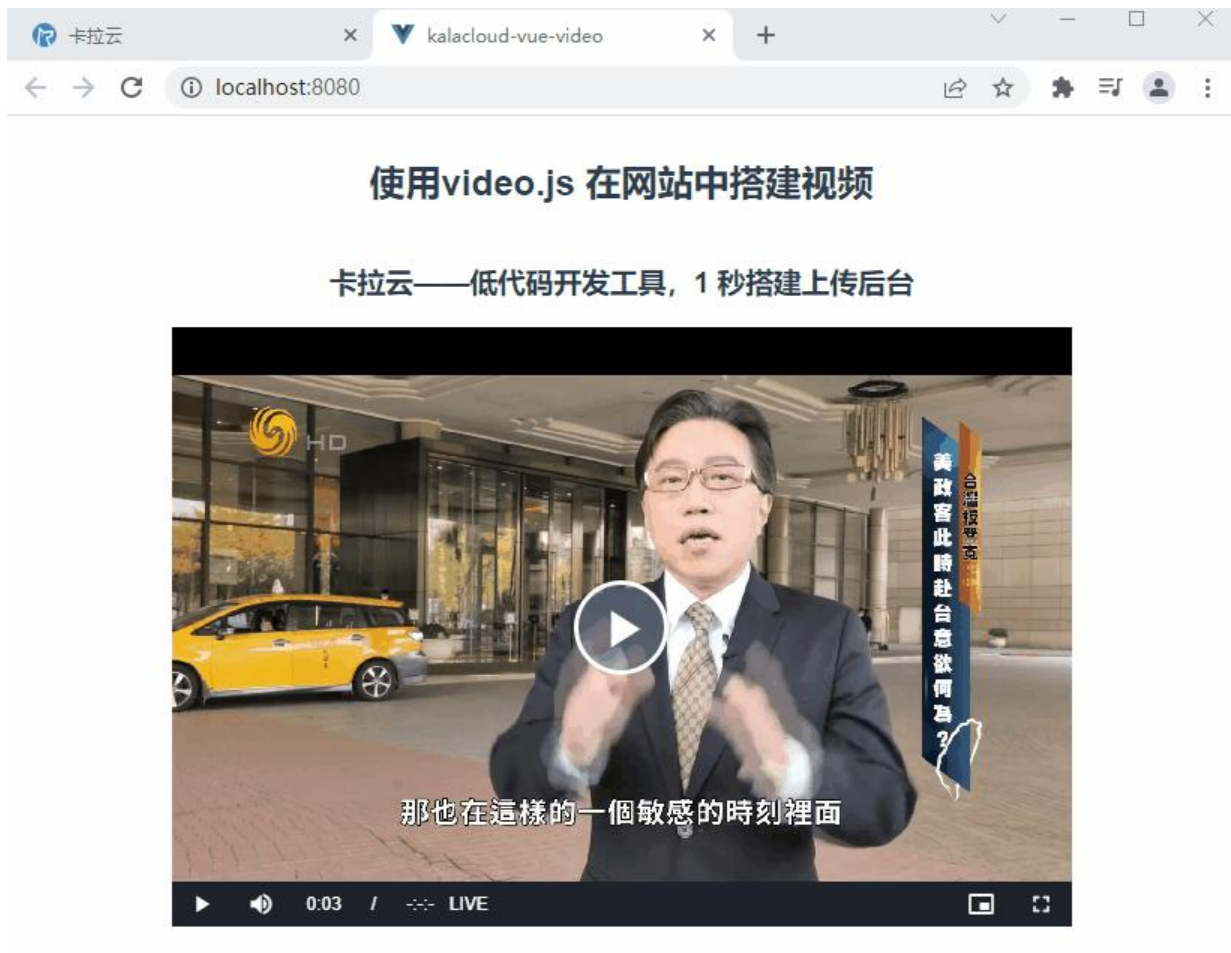 卡拉云
kalacloud-vue-video
localhost:8080
使用video.js 在网站中搭建视频
卡拉云——低代码开发工具，1 秒搭建上传后台
HD
美政客此時赴台意欲何為？
那也在這樣的一個敏感的時刻裡面
0:03 / -:-:- LIVE